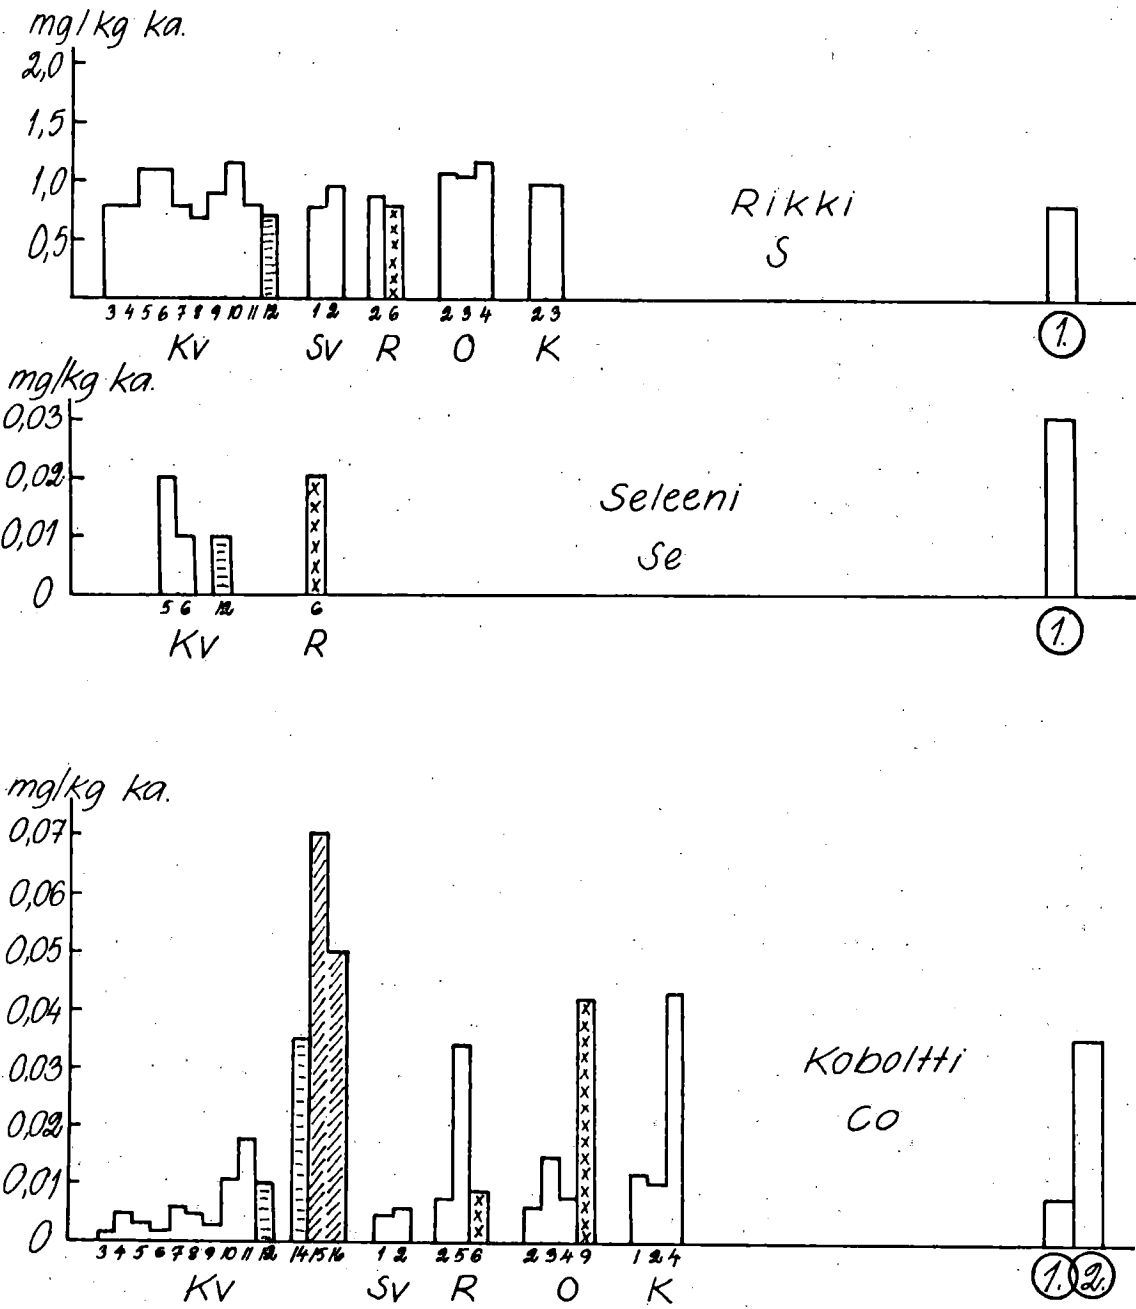 mg/kg ka.
2,0
1,5
1,0
0,5
Rikki
S
3 4 5 6 7 8 9 10 11 12 1 2 2 6 2 3 4 2 3
Kv Sv R O K 1.
mg/kg ka.
0,03
0,02
0,01
0
Seleeni
Se
5 6 12 6
Kv R 1.
mg/kg ka.
0,07
0,06
0,05
0,04
0,03
0,02
0,01
0
Koboltti
Co
3 4 5 6 7 8 9 10 11 12 14 15 16 1 2 2 5 6 2 3 4 9 1 2 4
Kv Sv R O K 1. 2.